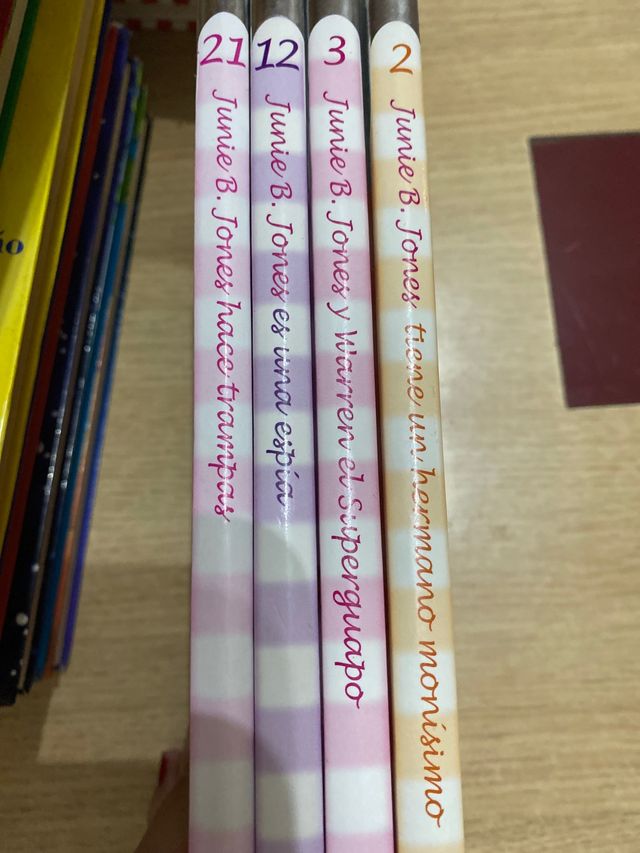 21
Junie B. Jones hace trampas
12
Junie B. Jones es una espía
3
Junie B. Jones y Warren el Superguapo
2
Junie B. Jones tiene un hermano monísimo